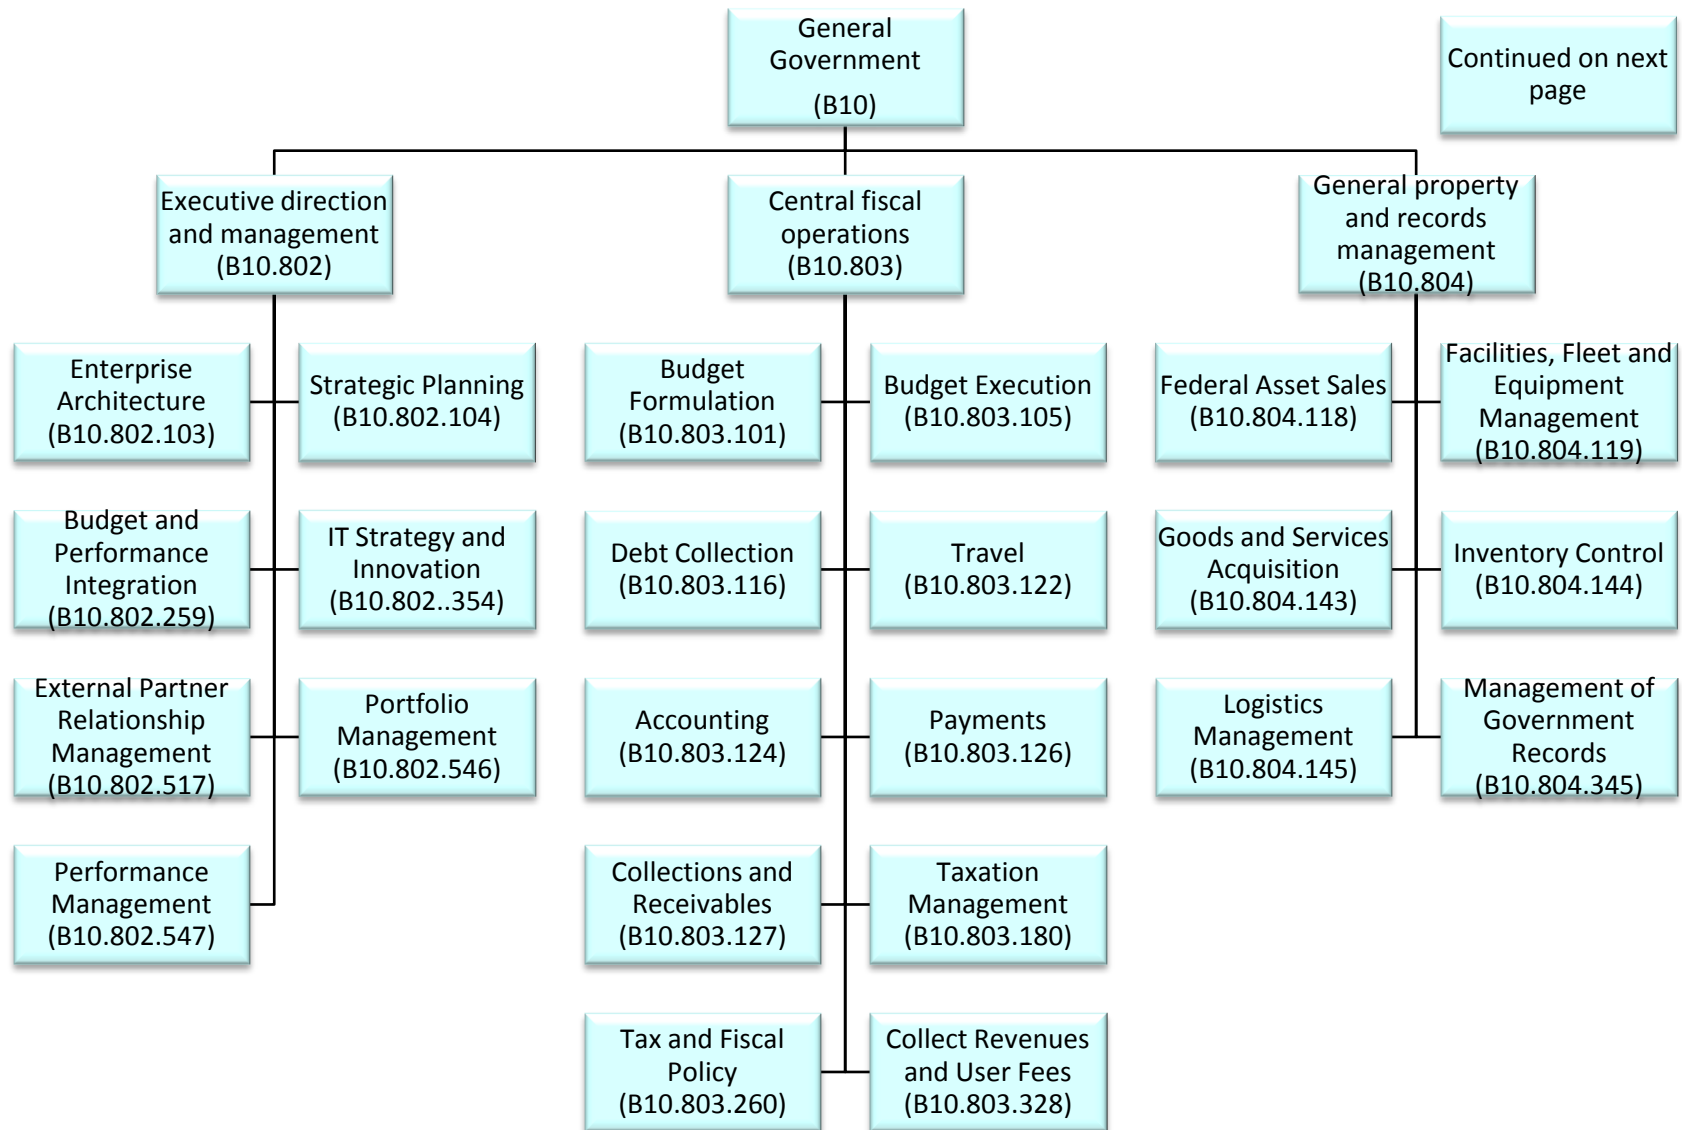 General
Government
(B10)
Continued on next
page
Executive direction
and management
(B10.802)
Central fiscal
operations
(B10.803)
General property
and records
management
(B10.804)
Enterprise
Architecture
(B10.802.103)
Strategic Planning
(B10.802.104)
Budget
Formulation
(B10.803.101)
Budget Execution
(B10.803.105)
Federal Asset Sales
(B10.804.118)
Facilities, Fleet and
Equipment
Management
(B10.804.119)
Budget and
Performance
Integration
(B10.802.259)
IT Strategy and
Innovation
(B10.802..354)
Debt Collection
(B10.803.116)
Travel
(B10.803.122)
Goods and Services
Acquisition
(B10.804.143)
Inventory Control
(B10.804.144)
External Partner
Relationship
Management
(B10.802.517)
Portfolio
Management
(B10.802.546)
Accounting
(B10.803.124)
Payments
(B10.803.126)
Logistics
Management
(B10.804.145)
Management of
Government
Records
(B10.804.345)
Performance
Management
(B10.802.547)
Collections and
Receivables
(B10.803.127)
Taxation
Management
(B10.803.180)
Tax and Fiscal
Policy
(B10.803.260)
Collect Revenues
and User Fees
(B10.803.328)